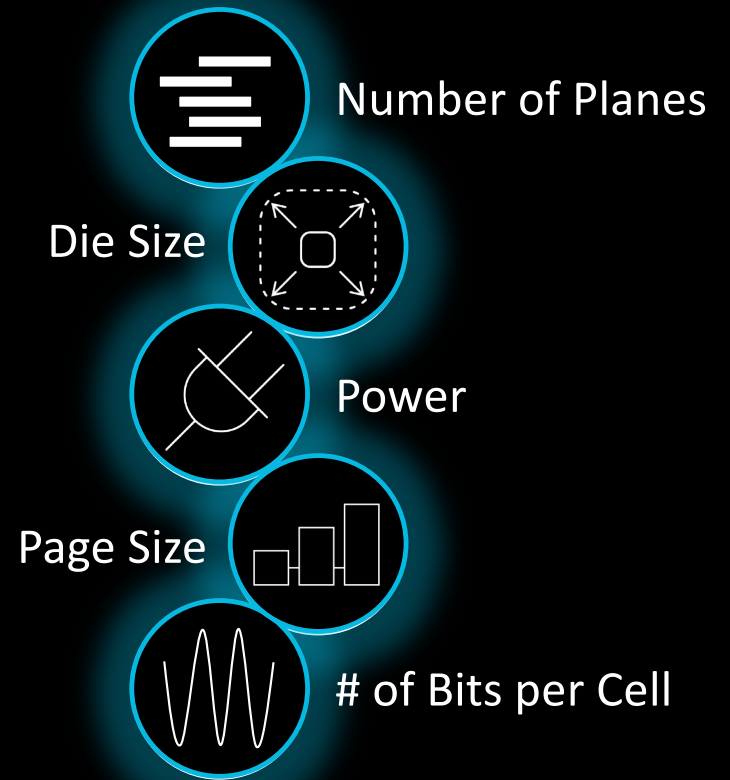 Number of Planes
Die Size
Power
Page Size
# of Bits per Cell